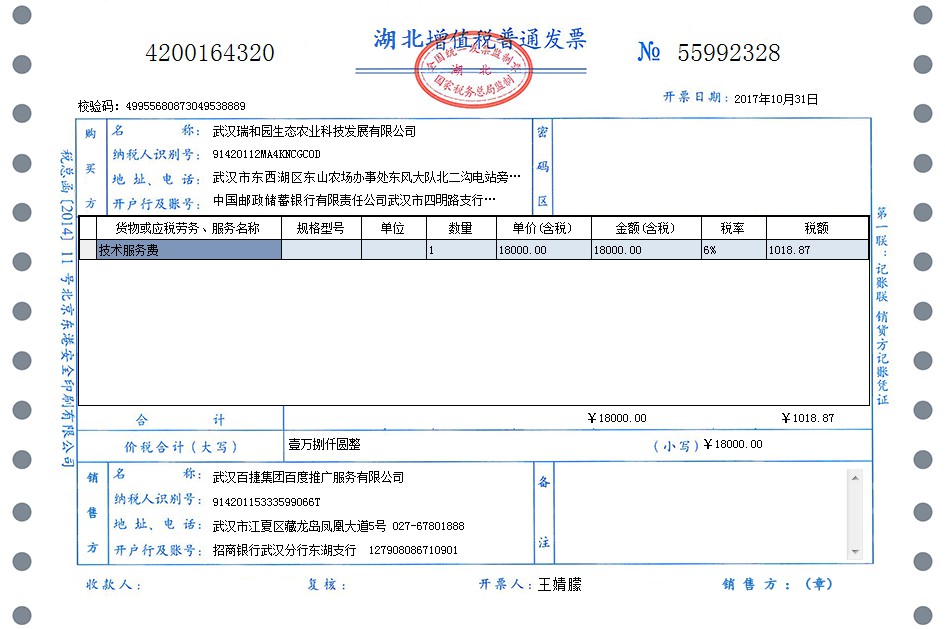 湖北增值税普通发票
4200164320
全国统一发票监制章
湖 北
国家税务总局监制
№ 55992328
校验码: 49955680873049538889
开票日期: 2017年10月31日
购买方
名 称: 武汉瑞和园生态农业科技发展有限公司
纳税人识别号: 91420112MA4KNCGC0D
地 址、电 话: 武汉市东西湖区东山农场办事处东风大队北二沟电站旁…
开户行及账号: 中国邮政储蓄银行有限责任公司武汉市四明路支行…
密码区
货物或应税劳务、服务名称 规格型号 单位 数量 单价(含税) 金额(含税) 税率 税额
技术服务费 1 18000.00 18000.00 6% 1018.87
合 计 ¥18000.00 ¥1018.87
价税合计(大写) 壹万捌仟圆整 (小写) ¥18000.00
销售方
名 称: 武汉百捷集团百度推广服务有限公司
纳税人识别号: 91420115333599066T
地 址、电 话: 武汉市江夏区藏龙岛凤凰大道5号 027-67801888
开户行及账号: 招商银行武汉分行东湖支行 127908086710901
备注
收款人: 复核: 开票人: 王婧朦 销售方: (章)
税总函[2014] 11 号北京东港安全印刷有限公司
第一联: 记账联 销货方记账凭证